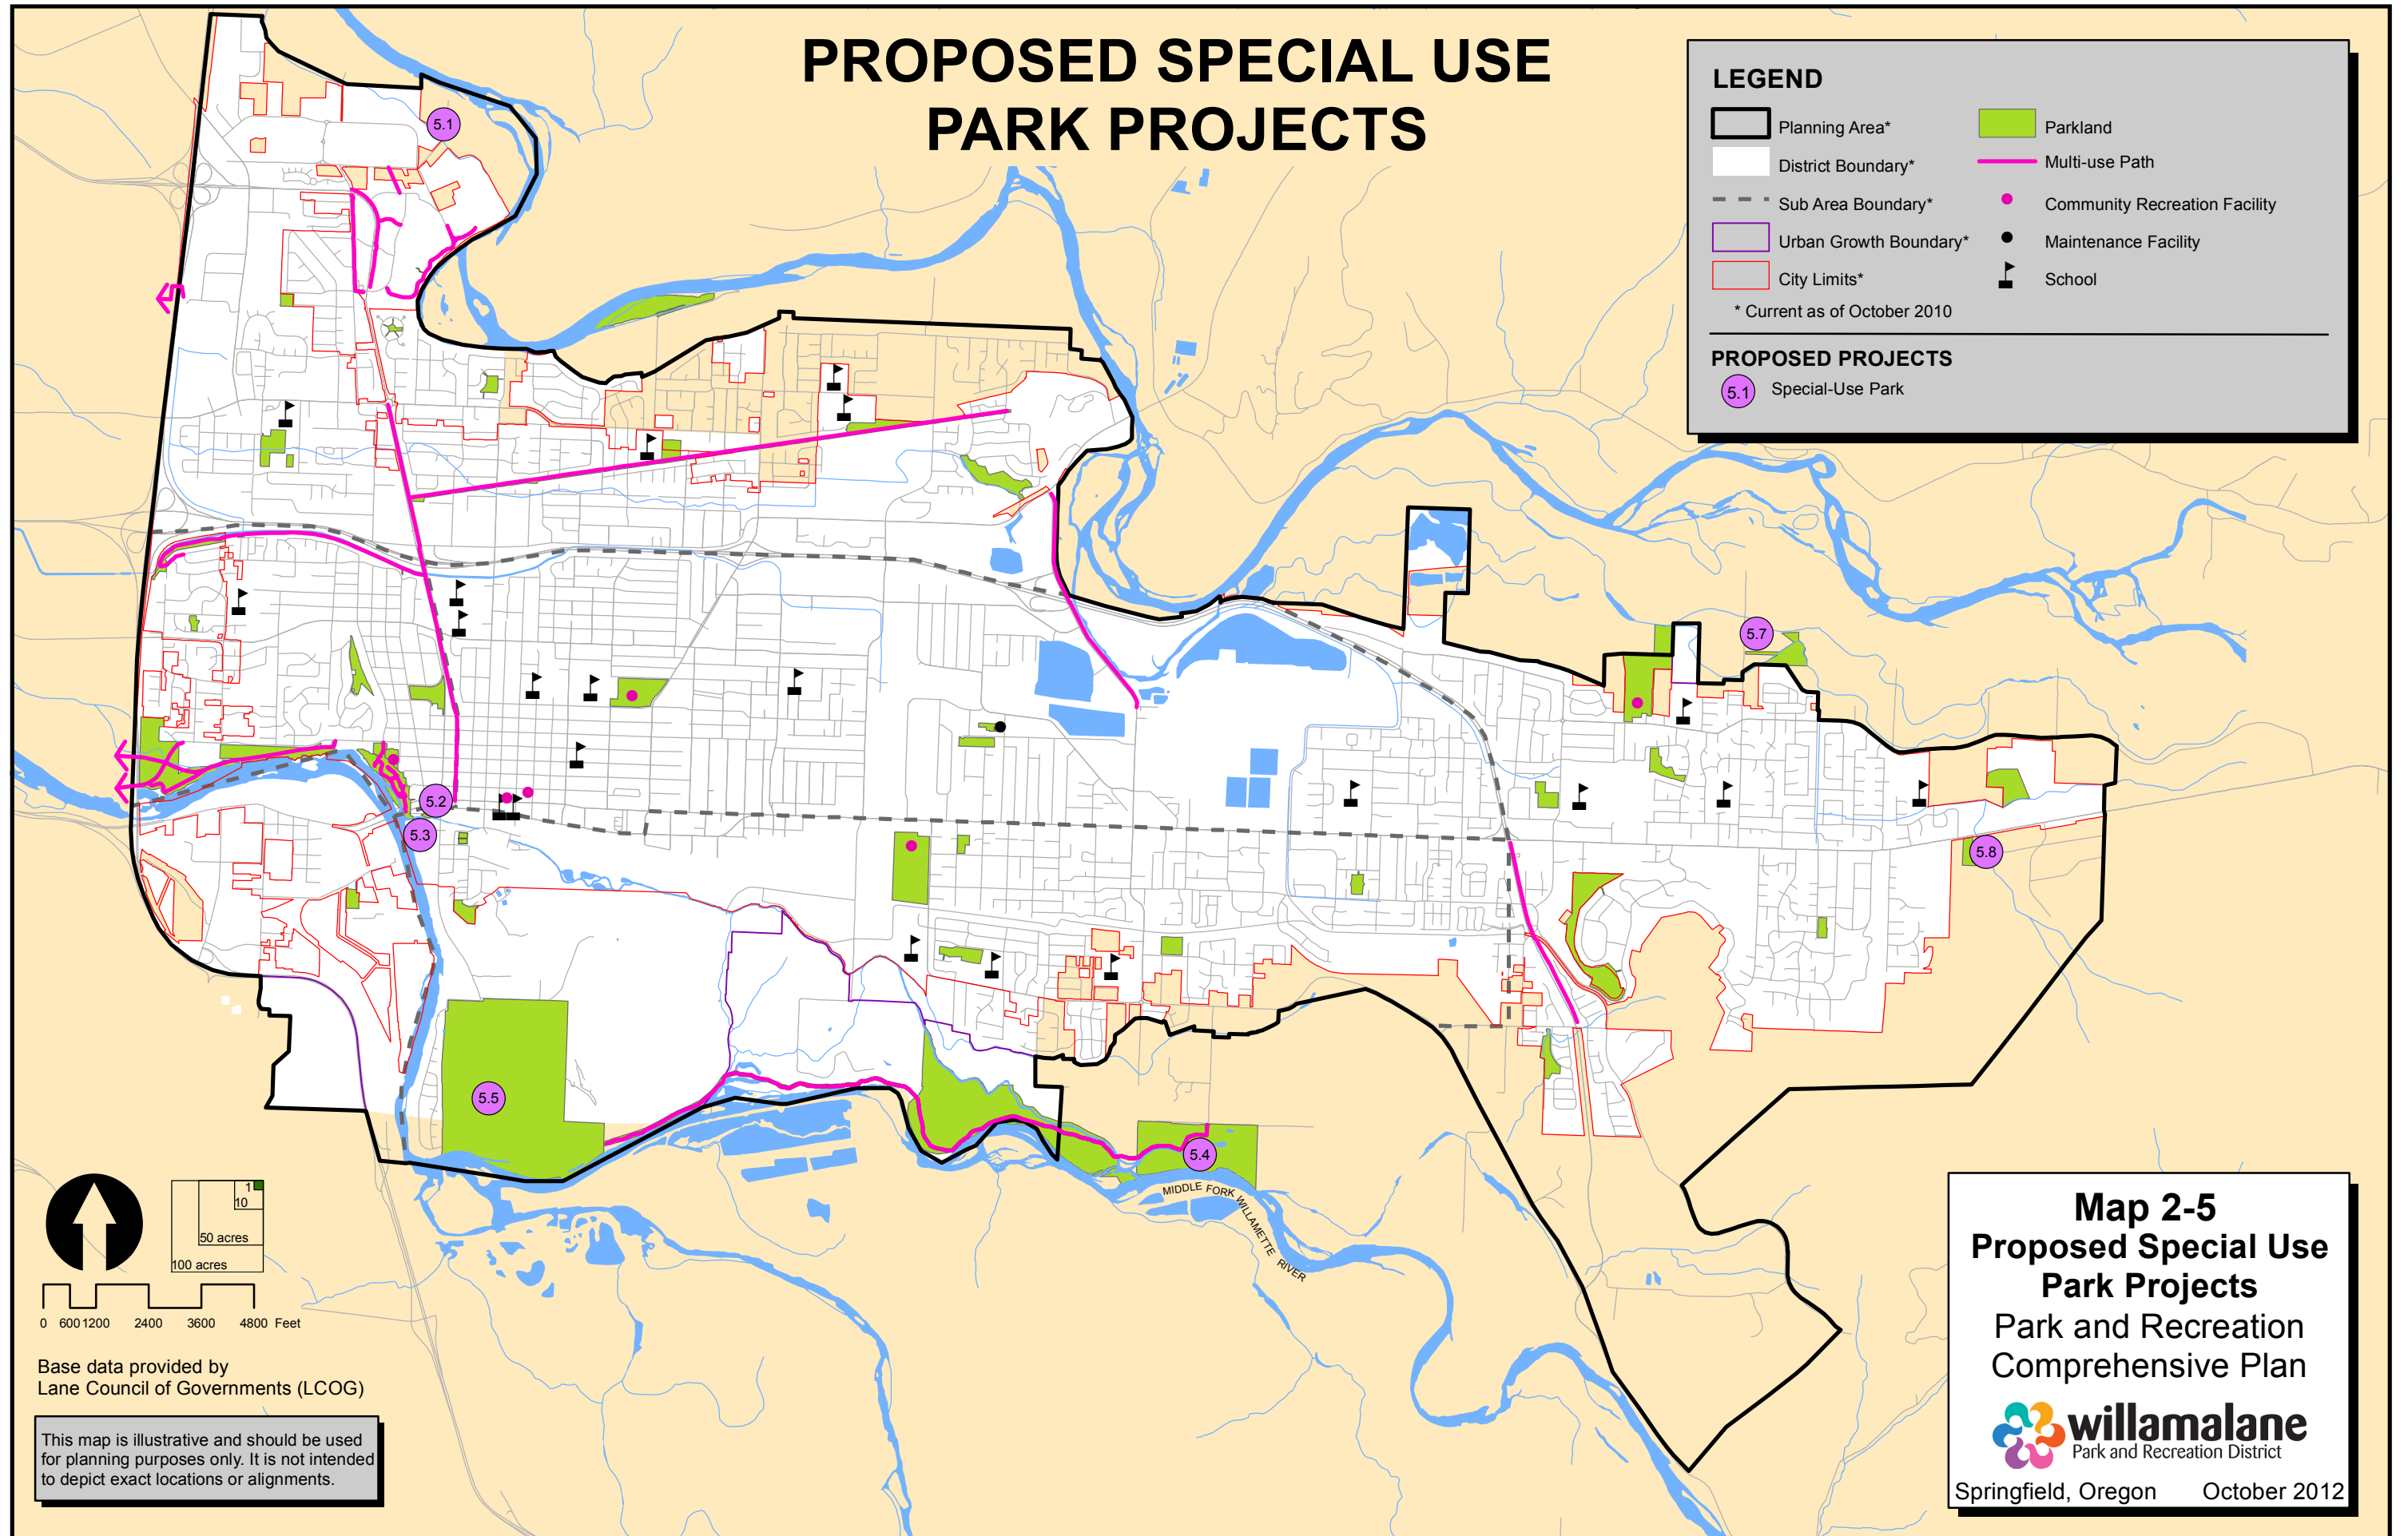 PROPOSED SPECIAL USE
PARK PROJECTS
LEGEND
Planning Area*
District Boundary*
Sub Area Boundary*
Urban Growth Boundary*
City Limits*
* Current as of October 2010
Parkland
Multi-use Path
Community Recreation Facility
Maintenance Facility
School
PROPOSED PROJECTS
5.1 Special-Use Park
5.1
5.7
5.2
5.3
5.8
5.5
5.4
MIDDLE FORK WILLAMETTE RIVER
1
10
50 acres
100 acres
0 600 1200 2400 3600 4800 Feet
Base data provided by
Lane Council of Governments (LCOG)
This map is illustrative and should be used
for planning purposes only. It is not intended
to depict exact locations or alignments.
Map 2-5
Proposed Special Use
Park Projects
Park and Recreation
Comprehensive Plan
willamalane
Park and Recreation District
Springfield, Oregon October 2012